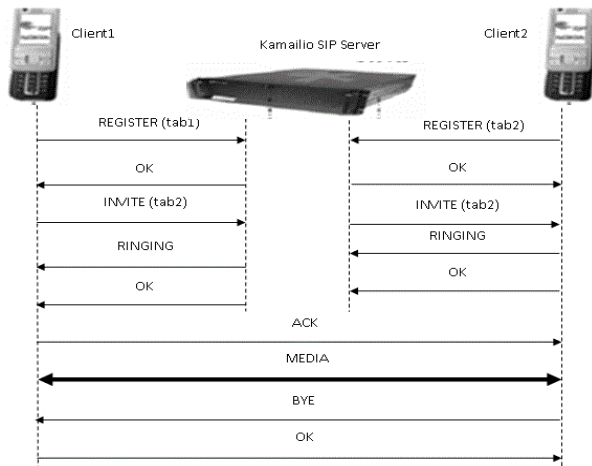 Client1
Kamailio SIP Server
Client2
REGISTER (tab1)
REGISTER (tab2)
OK
OK
INVITE (tab2)
INVITE (tab2)
RINGING
RINGING
OK
OK
ACK
MEDIA
BYE
OK